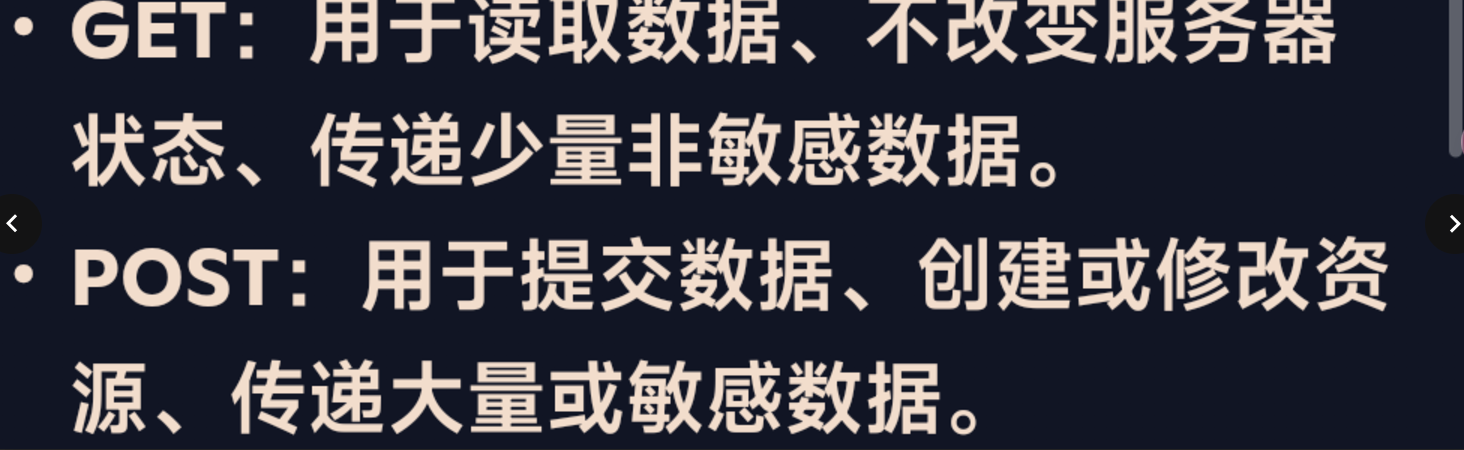 • GET：用于读取数据、不改变服务器
状态、传递少量非敏感数据。
• POST：用于提交数据、创建或修改资
源、传递大量或敏感数据。